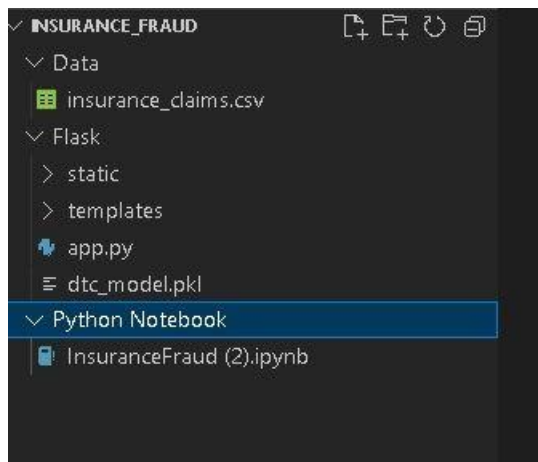 INSURANCE_FRAUD
Data
insurance_claims.csv
Flask
static
templates
app.py
dtc_model.pkl
Python Notebook
InsuranceFraud (2).ipynb